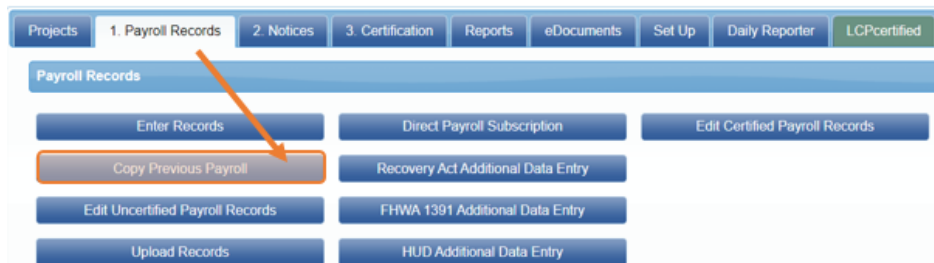 Projects 1. Payroll Records 2. Notices 3. Certification Reports eDocuments Set Up Daily Reporter LCPcertified
Payroll Records
Enter Records Direct Payroll Subscription Edit Certified Payroll Records
Copy Previous Payroll Recovery Act Additional Data Entry
Edit Uncertified Payroll Records FHWA 1391 Additional Data Entry
Upload Records HUD Additional Data Entry